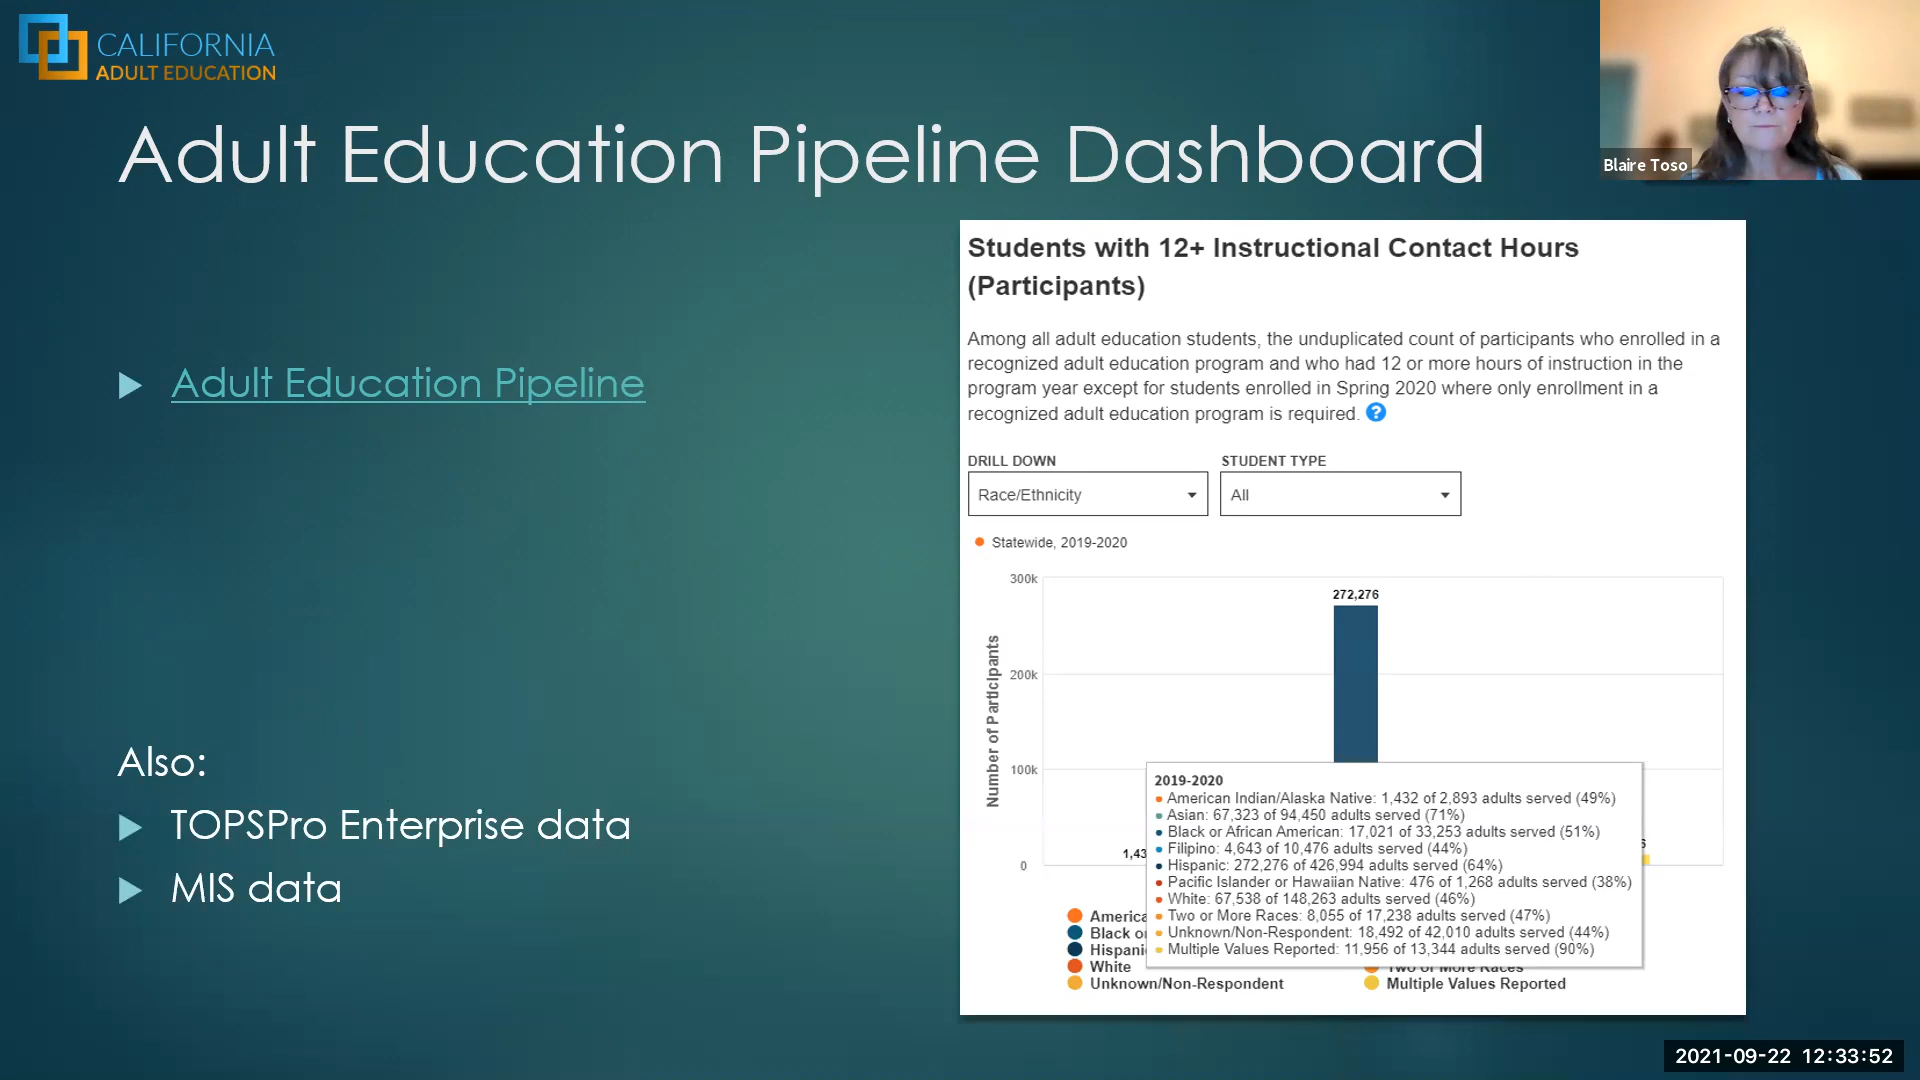 CALIFORNIA
ADULT EDUCATION
Adult Education Pipeline Dashboard
Blaire Toso
Adult Education Pipeline
Also:
TOPSPro Enterprise data
MIS data
Students with 12+ Instructional Contact Hours
(Participants)
Among all adult education students, the unduplicated count of participants who enrolled in a
recognized adult education program and who had 12 or more hours of instruction in the
program year except for students enrolled in Spring 2020 where only enrollment in a
recognized adult education program is required. ?
DRILL DOWN STUDENT TYPE
Race/Ethnicity All
Statewide, 2019-2020
300k
272,276
200k
Number of Participants
100k
0
1,43
2019-2020
American Indian/Alaska Native: 1,432 of 2,893 adults served (49%)
Asian: 67,323 of 94,450 adults served (71%)
Black or African American: 17,021 of 33,253 adults served (51%)
Filipino: 4,643 of 10,476 adults served (44%)
Hispanic: 272,276 of 426,994 adults served (64%)
Pacific Islander or Hawaiian Native: 476 of 1,268 adults served (38%)
White: 67,538 of 148,263 adults served (46%)
Two or More Races: 8,055 of 17,238 adults served (47%)
Unknown/Non-Respondent: 18,492 of 42,010 adults served (44%)
Multiple Values Reported: 11,956 of 13,344 adults served (90%)
America
Black o
Hispani
White Two or More Races
Unknown/Non-Respondent Multiple Values Reported
2021-09-22 12:33:52